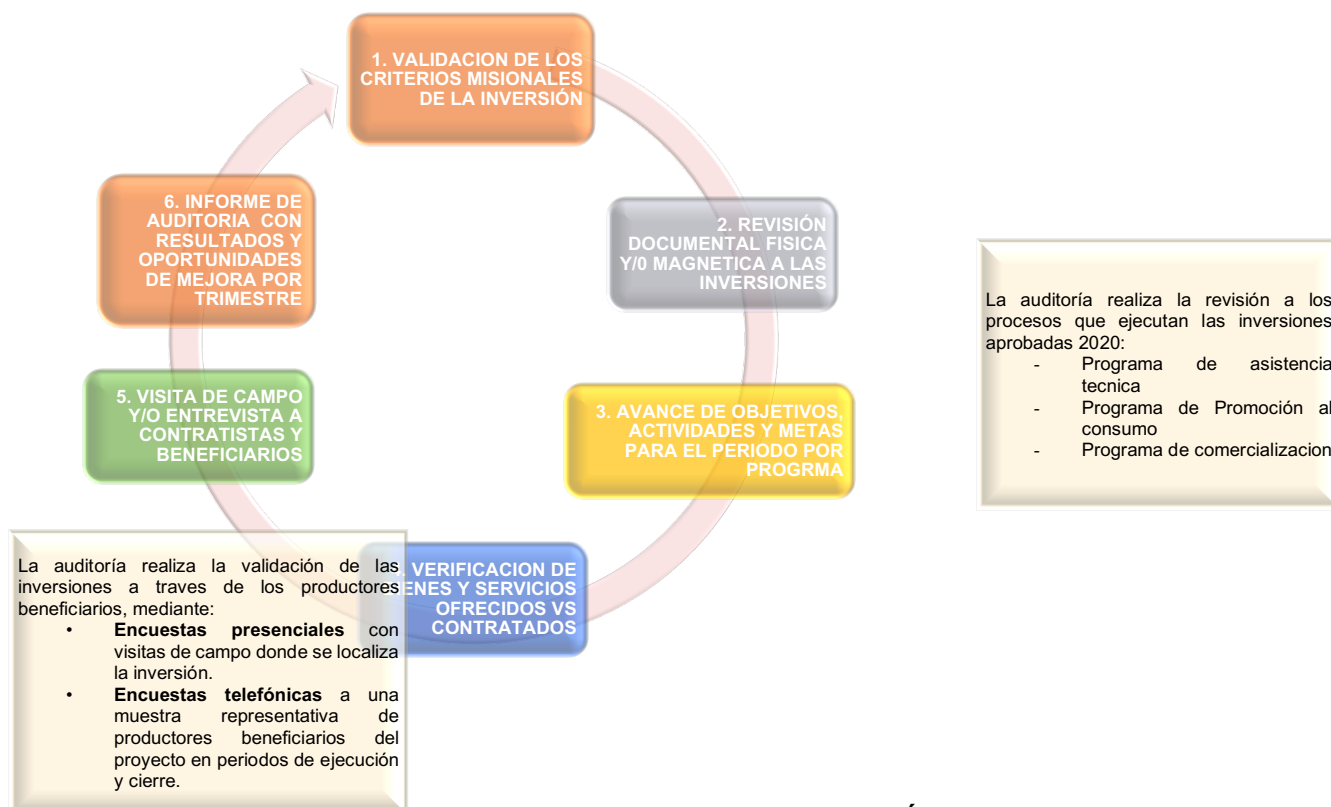 1. VALIDACION DE LOS
CRITERIOS MISIONALES
DE LA INVERSIÓN
2. REVISIÓN
DOCUMENTAL FISICA
Y/0 MAGNETICA A LAS
INVERSIONES
3. AVANCE DE OBJETIVOS,
ACTIVIDADES Y METAS
PARA EL PERIODO POR
PROGRMA
VERIFICACION DE
ENES Y SERVICIOS
OFRECIDOS VS
CONTRATADOS
5. VISITA DE CAMPO
Y/O ENTREVISTA A
CONTRATISTAS Y
BENEFICIARIOS
6. INFORME DE
AUDITORIA CON
RESULTADOS Y
OPORTUNIDADES
DE MEJORA POR
TRIMESTRE
La auditoría realiza la revisión a los
procesos que ejecutan las inversiones
aprobadas 2020:
- Programa de asistencia
tecnica
- Programa de Promoción al
consumo
- Programa de comercializacion
La auditoría realiza la validación de las
inversiones a traves de los productores
beneficiarios, mediante:
• Encuestas presenciales con
visitas de campo donde se localiza
la inversión.
• Encuestas telefónicas a una
muestra representativa de
productores beneficiarios del
proyecto en periodos de ejecución
y cierre.